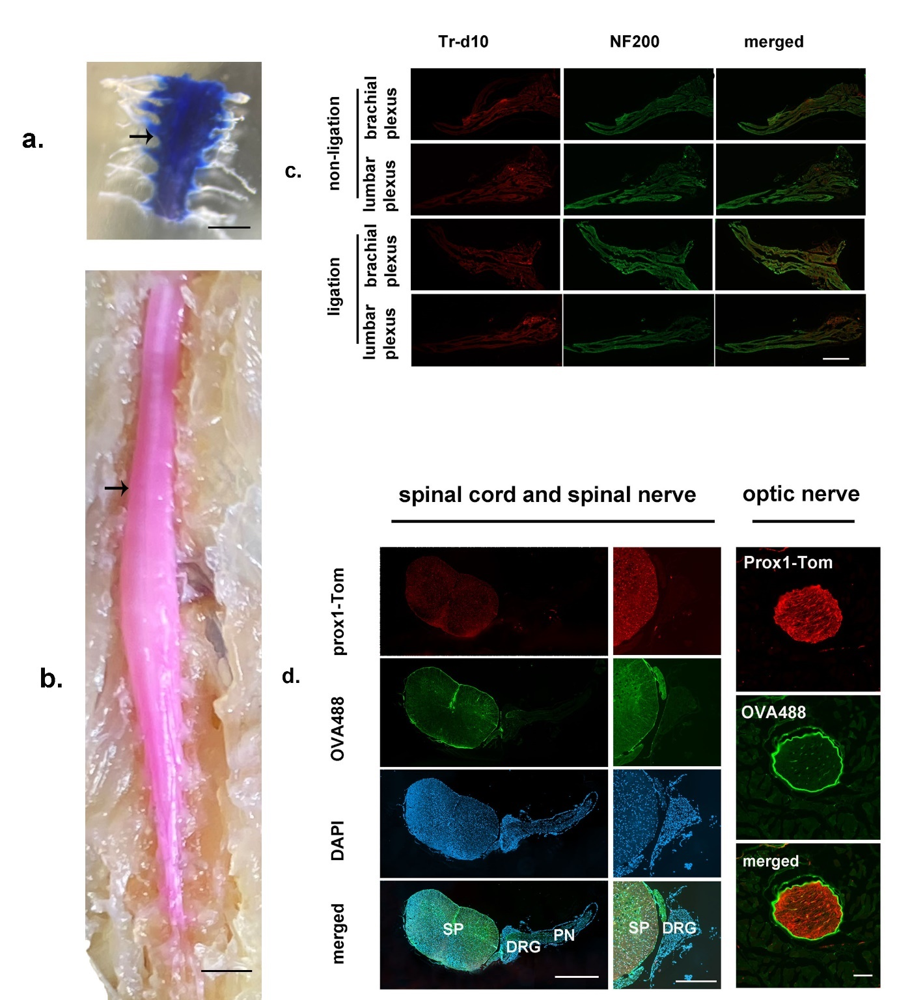 a.
b.
c.
Tr-d10 NF200 merged
non-ligation
brachial
plexus
lumbar
plexus
ligation
brachial
plexus
lumbar
plexus
d.
spinal cord and spinal nerve
optic nerve
prox1-Tom
OVA488
DAPI
merged
SP
DRG
PN
SP
DRG
Prox1-Tom
OVA488
merged